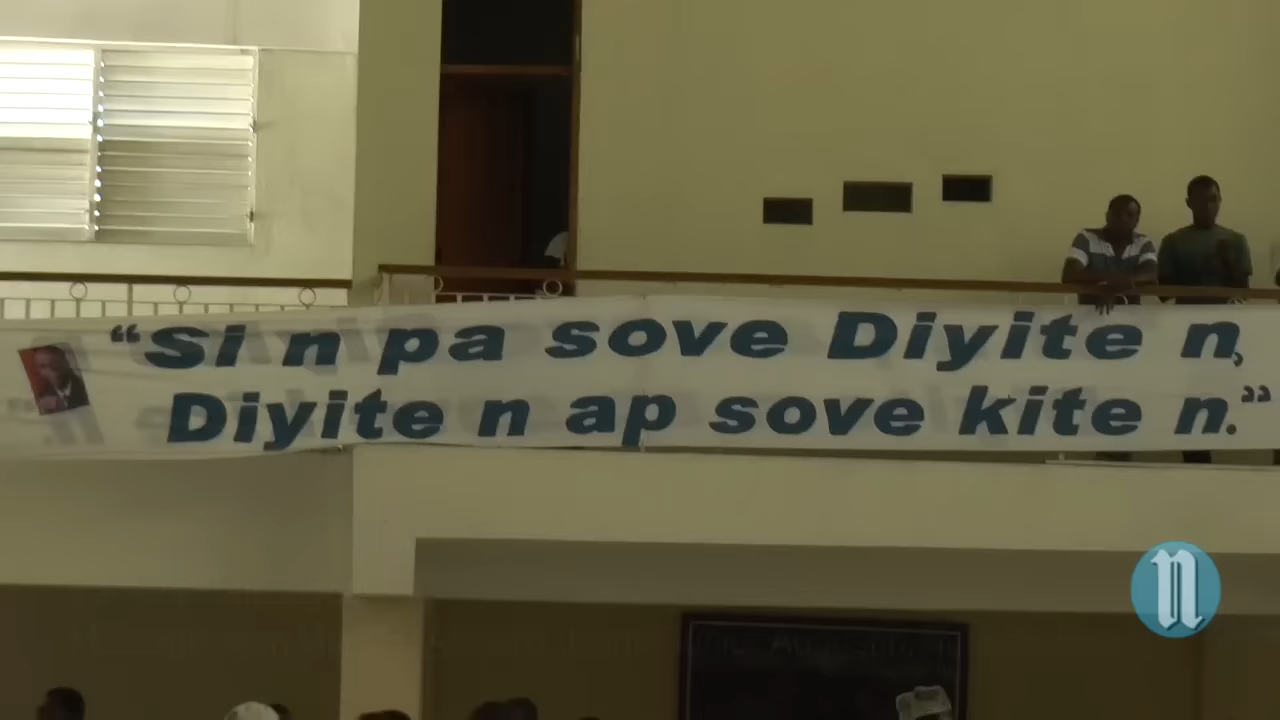 “Si n pa sove Diyite n,
Diyite n ap sove kite n.”
n